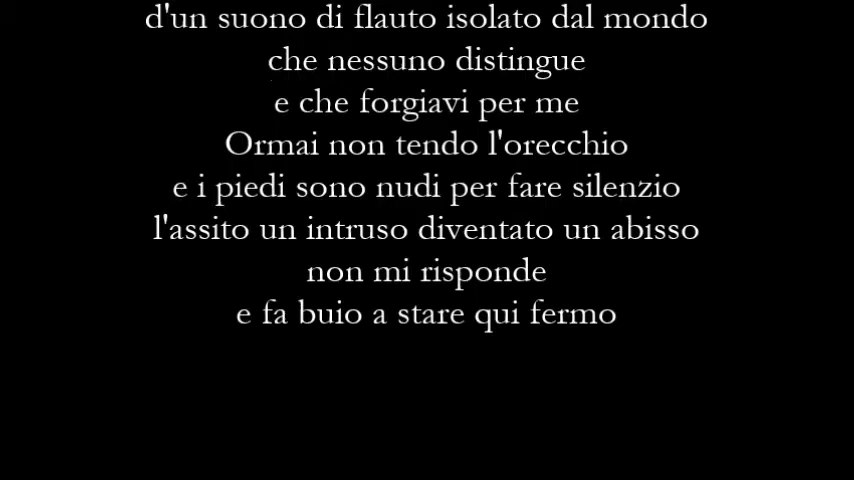 d'un suono di flauto isolato dal mondo
che nessuno distingue
e che forgiavi per me
Ormai non tendo l'orecchio
e i piedi sono nudi per fare silenzio
l'assito un intruso diventato un abisso
non mi risponde
e fa buio a stare qui fermo